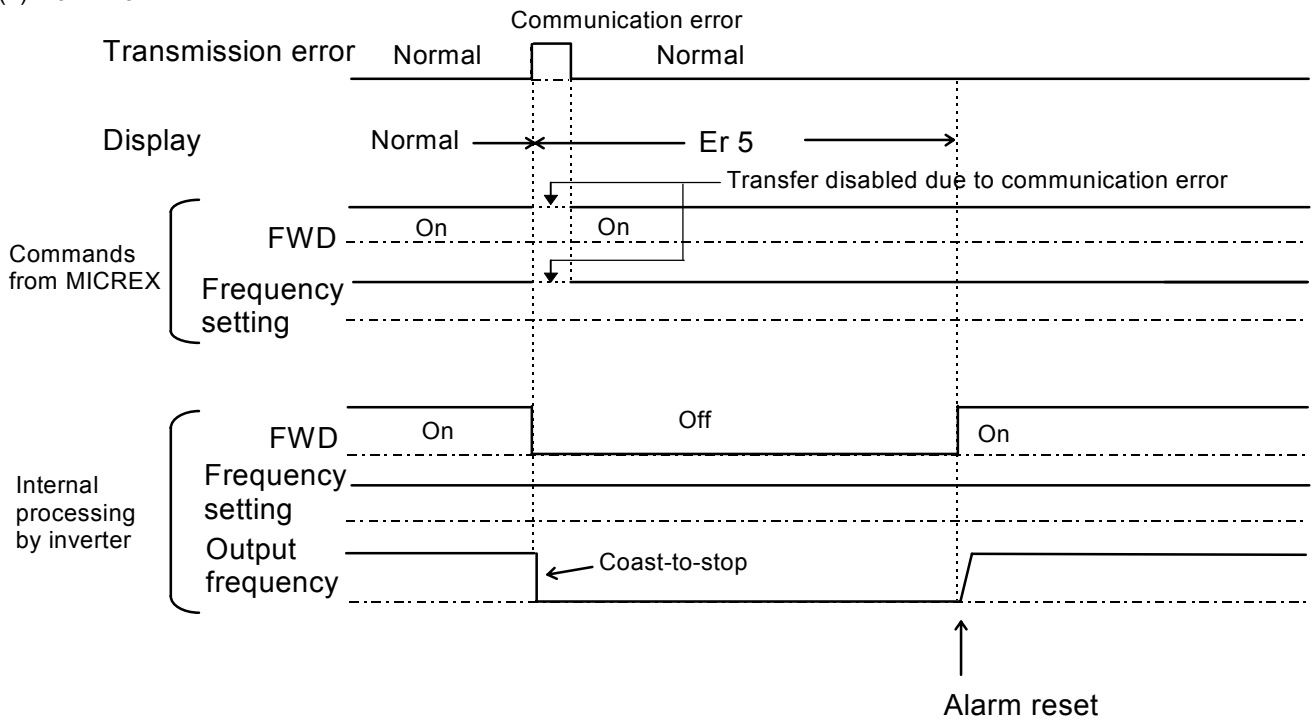 Communication error
Transmission error Normal Normal
Display Normal Er 5
Transfer disabled due to communication error
Commands
from MICREX
FWD On On
Frequency
setting
Internal
processing
by inverter
FWD On Off On
Frequency
setting
Output
frequency
Coast-to-stop
Alarm reset